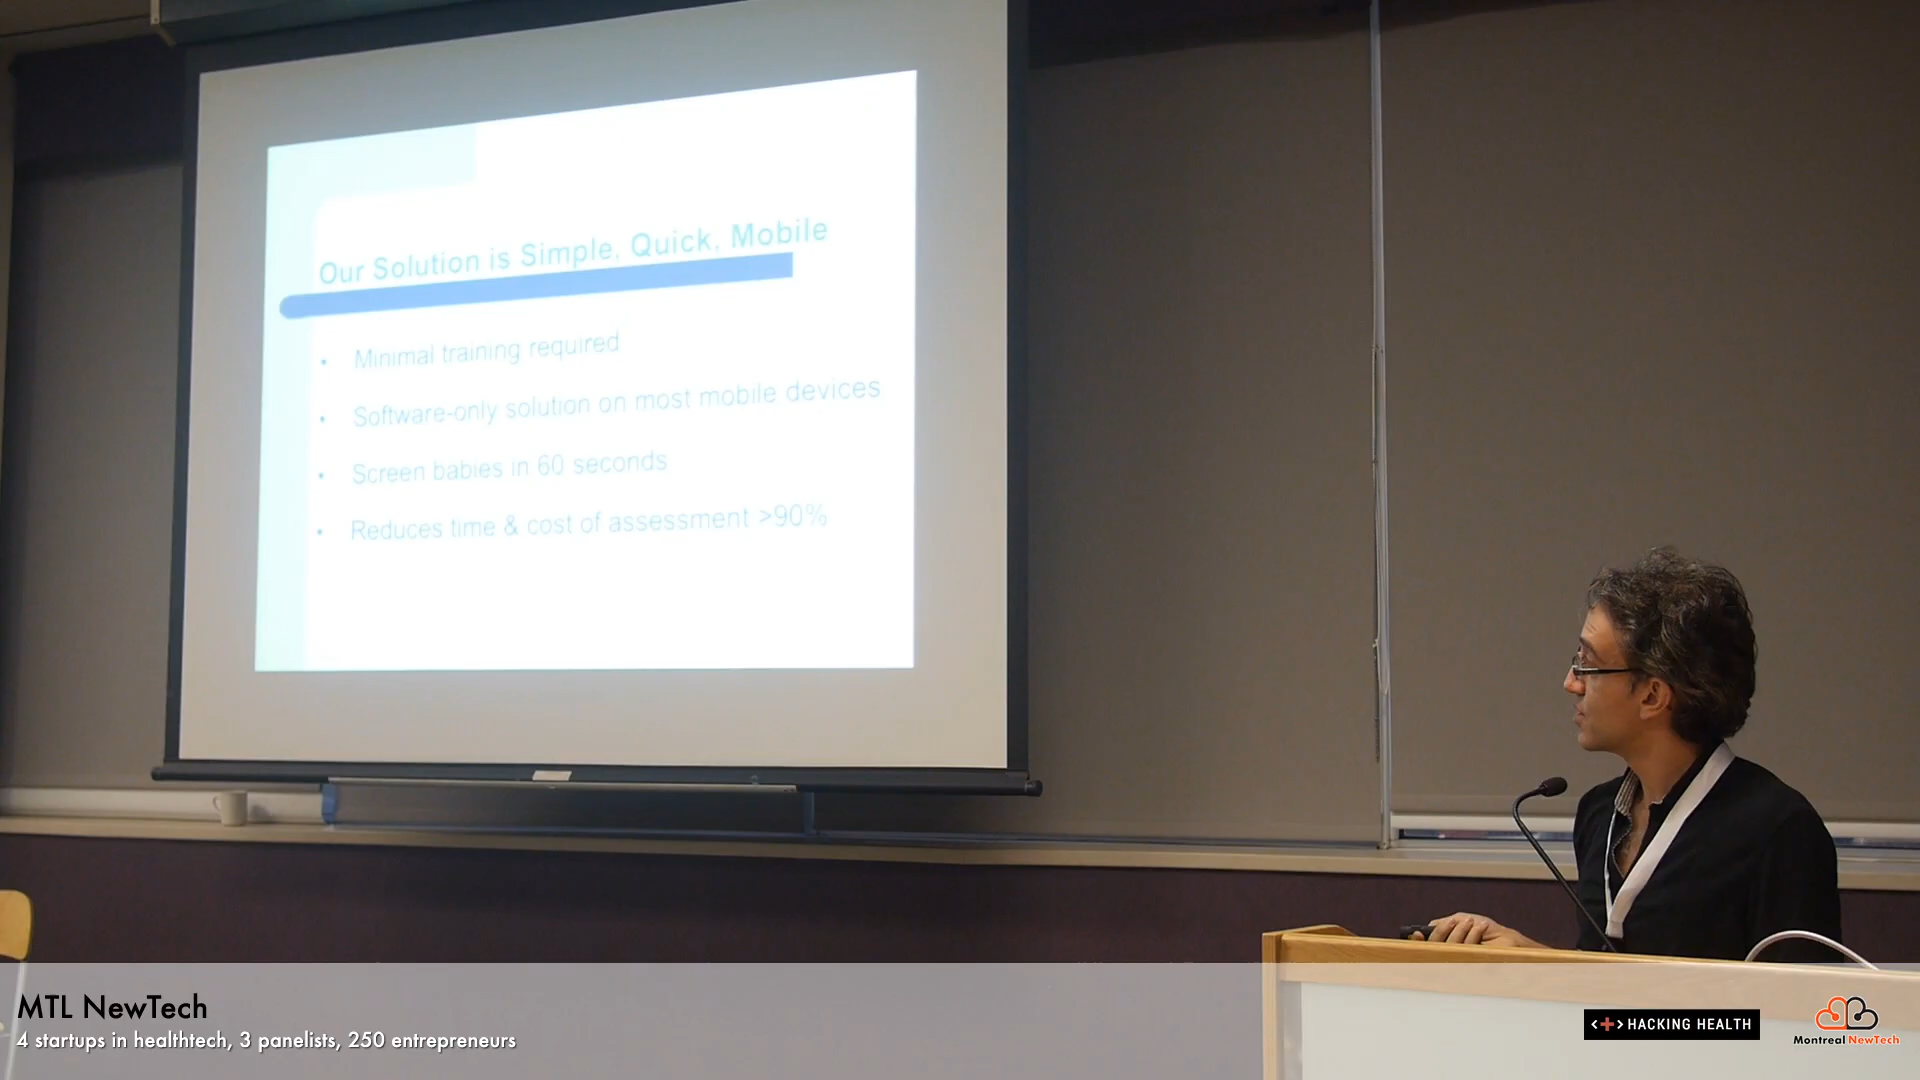 Our Solution is Simple, Quick, Mobile
• Minimal training required
• Software-only solution on most mobile devices
• Screen babies in 60 seconds
• Reduces time & cost of assessment >90%
MTL NewTech
4 startups in healthtech, 3 panelists, 250 entrepreneurs
<+> HACKING HEALTH
Montreal NewTech